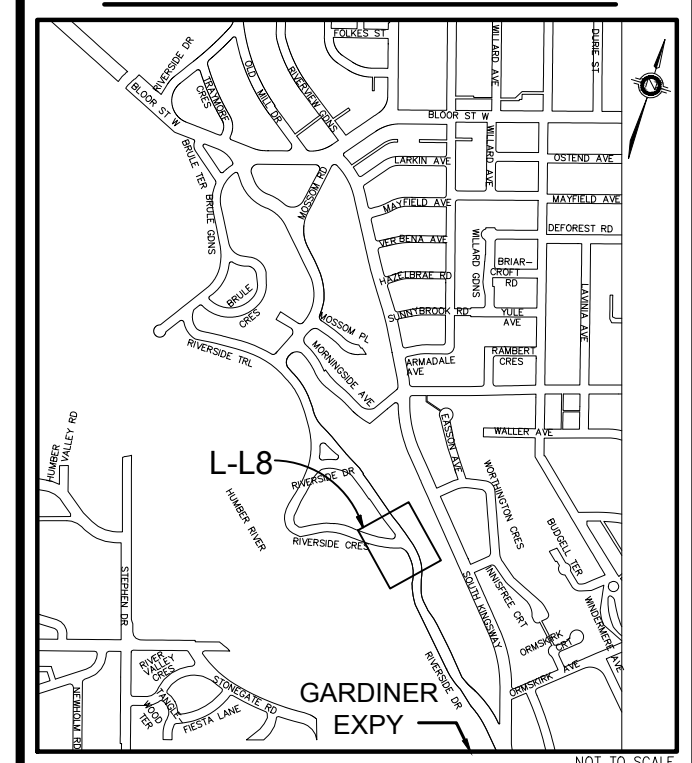 FOLKES ST
RIVERSIDE DR
TRAYMORE
CRES
OLD
MILL DR
RIVERVIEW GDNS
WILLARD AVE
DURIE ST
BLOOR ST W
BLOOR ST W
BRULE TER
BRULE GDNS
MOSSOM RD
LARKIN AVE
WILLARD AVE
OSTEND AVE
MAYFIELD AVE
MAYFIELD AVE
VERBENA AVE
DEFOREST RD
WILLARD GDNS
HAZELBRAE RD
BRIAR-
CROFT
RD
LAVINIA AVE
BRULE
CRES
SUNNYBROOK RD
YULE
AVE
MOSSOM PL
RIVERSIDE TRL
MORNINGSIDE AVE
ARMADALE
AVE
RAMBERT
CRES
HUMBER
VALLEY RD
EASSON AVE
WALLER AVE
L-L8
RIVERSIDE DR
HUMBER
RIVER
WORTHINGTON CRES
RIVERSIDE CRES
BUDGELL TER
STEPHEN DR
SOUTH KINGSWAY
INNISFREE CRT
WINDERMERE AVE
ORMSKIRK
CRT
RIVER
VALLEY
CRES
RIVERSIDE DR
ORMSKIRK AVE
STONEGATE RD
NEWHOLM RD
TANGLE
WOOD
TER
FIESTA LANE
GARDINER
EXPY
NOT TO SCALE